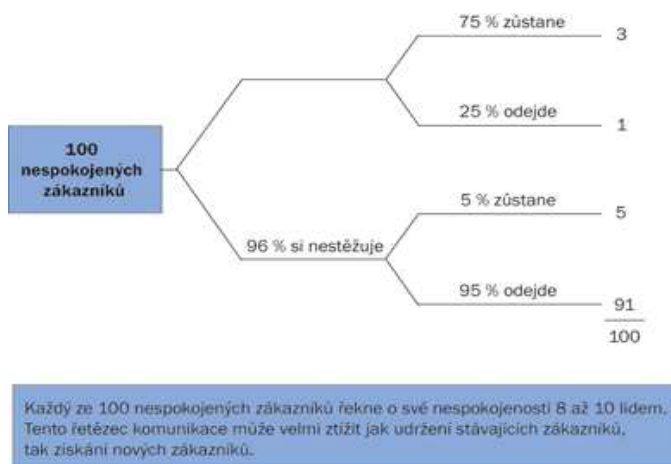 75 % zůstane 3
25 % odejde 1
100
nespokojených
zákazníků
5 % zůstane 5
96 % si nestěžuje
95 % odejde 91
100
Každý ze 100 nespokojených zákazníků řekne o své nespokojenosti 8 až 10 lidem.
Tento řetězec komunikace může velmi ztížit jak udržení stávajících zákazníků,
tak získání nových zákazníků.